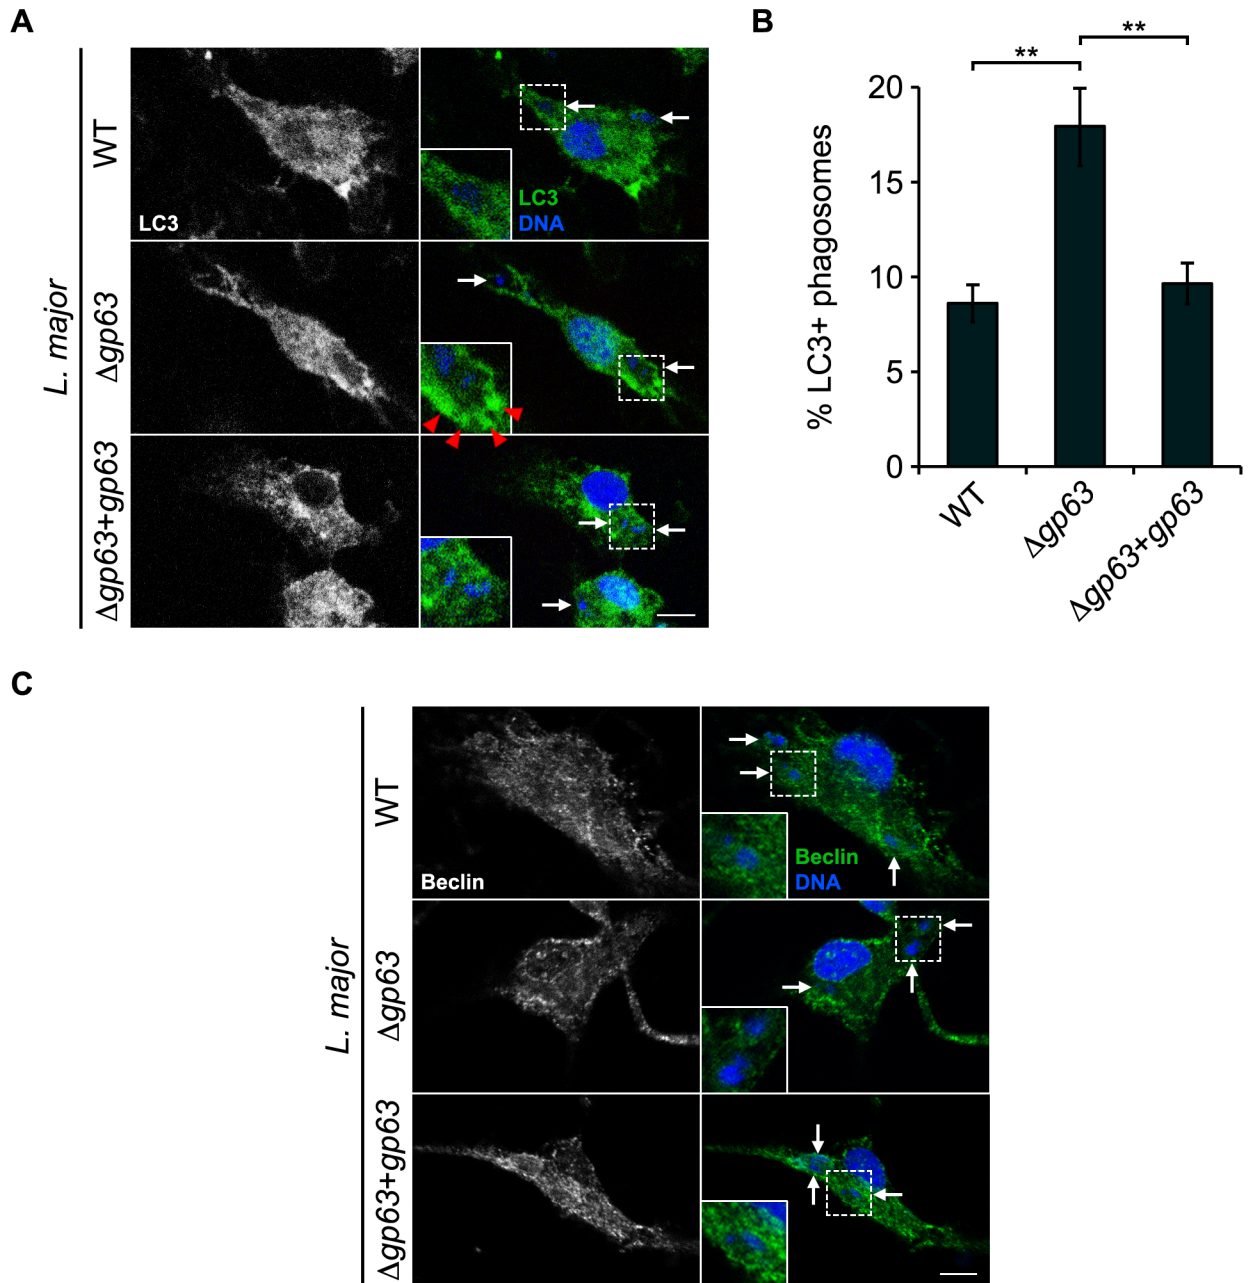 A
L. major
WT
Δgp63
Δgp63+gp63
LC3
LC3
DNA
B
**
**
% LC3+ phagosomes
20
15
10
5
0
WT
Δgp63
Δgp63+gp63
C
L. major
WT
Δgp63
Δgp63+gp63
Beclin
Beclin
DNA